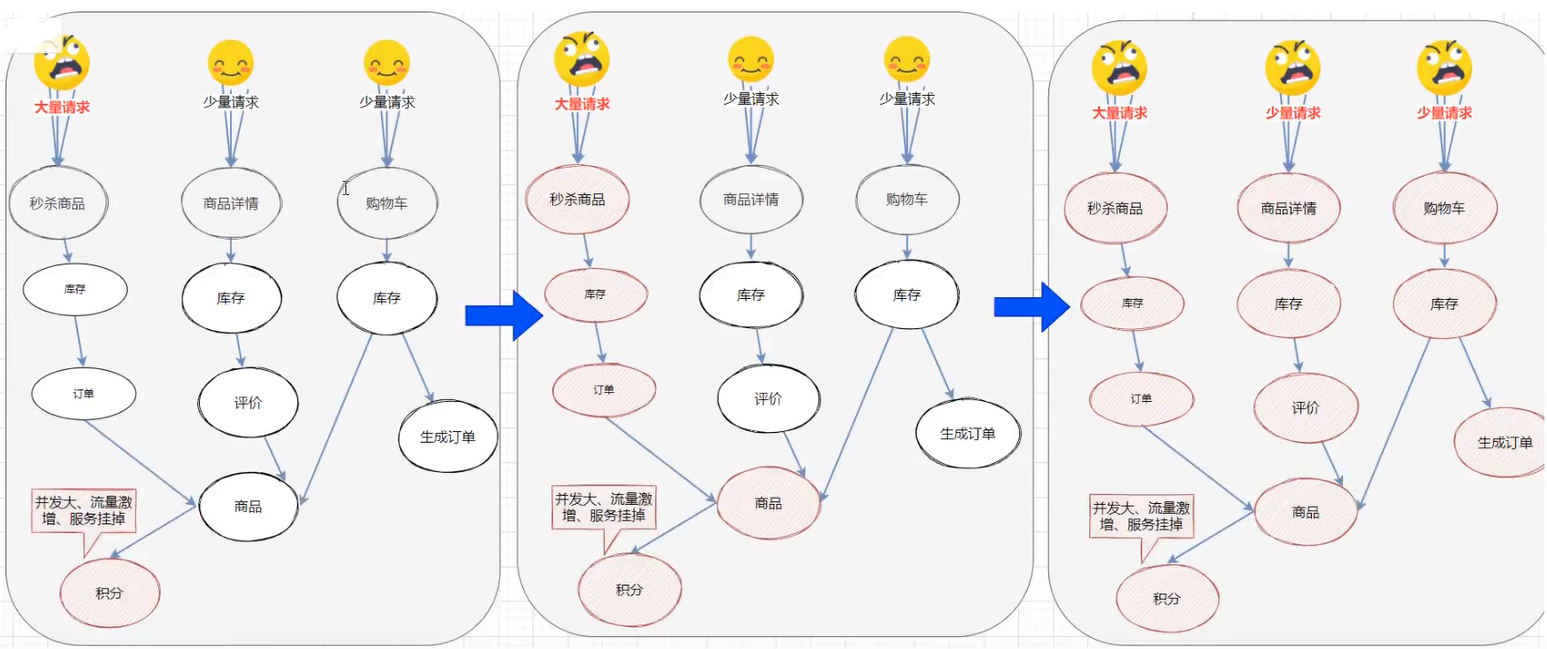 大量请求
少量请求
少量请求
秒杀商品
商品详情
购物车
库存
库存
库存
订单
评价
生成订单
并发大、流量激
增、服务挂掉
商品
积分
大量请求
少量请求
少量请求
秒杀商品
商品详情
购物车
库存
库存
库存
订单
评价
生成订单
并发大、流量激
增、服务挂掉
商品
积分
大量请求
少量请求
少量请求
秒杀商品
商品详情
购物车
库存
库存
库存
订单
评价
生成订单
并发大、流量激
增、服务挂掉
商品
积分